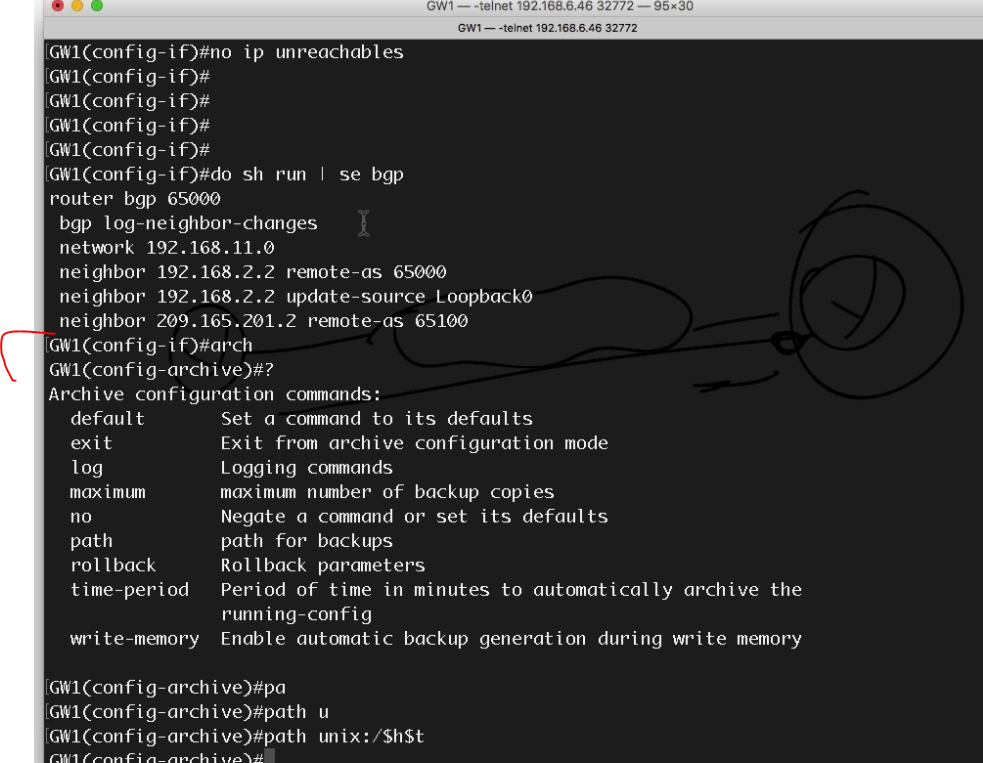 GW1 — -telnet 192.168.6.46 32772 — 95×30
GW1 — -telnet 192.168.6.46 32772
[GW1(config-if)#no ip unreachables
[GW1(config-if)#
[GW1(config-if)#
[GW1(config-if)#
[GW1(config-if)#
[GW1(config-if)#do sh run | se bgp
router bgp 65000
bgp log-neighbor-changes
network 192.168.11.0
neighbor 192.168.2.2 remote-as 65000
neighbor 192.168.2.2 update-source Loopback0
neighbor 209.165.201.2 remote-as 65100
[GW1(config-if)#arch
GW1(config-archive)#?
Archive configuration commands:
default Set a command to its defaults
exit Exit from archive configuration mode
log Logging commands
maximum maximum number of backup copies
no Negate a command or set its defaults
path path for backups
rollback Rollback parameters
time-period Period of time in minutes to automatically archive the
running-config
write-memory Enable automatic backup generation during write memory
[GW1(config-archive)#pa
[GW1(config-archive)#path u
[GW1(config-archive)#path unix:/$h$t
GW1(config-archive)#